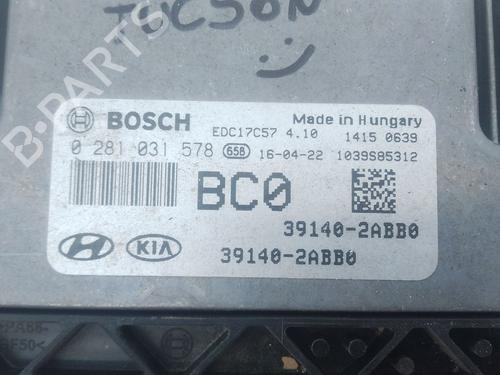 TUCSON
B-PARTS
BOSCH
EDC17C57 4.10
Made in Hungary
1415 0639
0 281 031 578 658 16-04-22 1039S85312
BC0
39140-2ABB0
KIA 39140-2ABB0